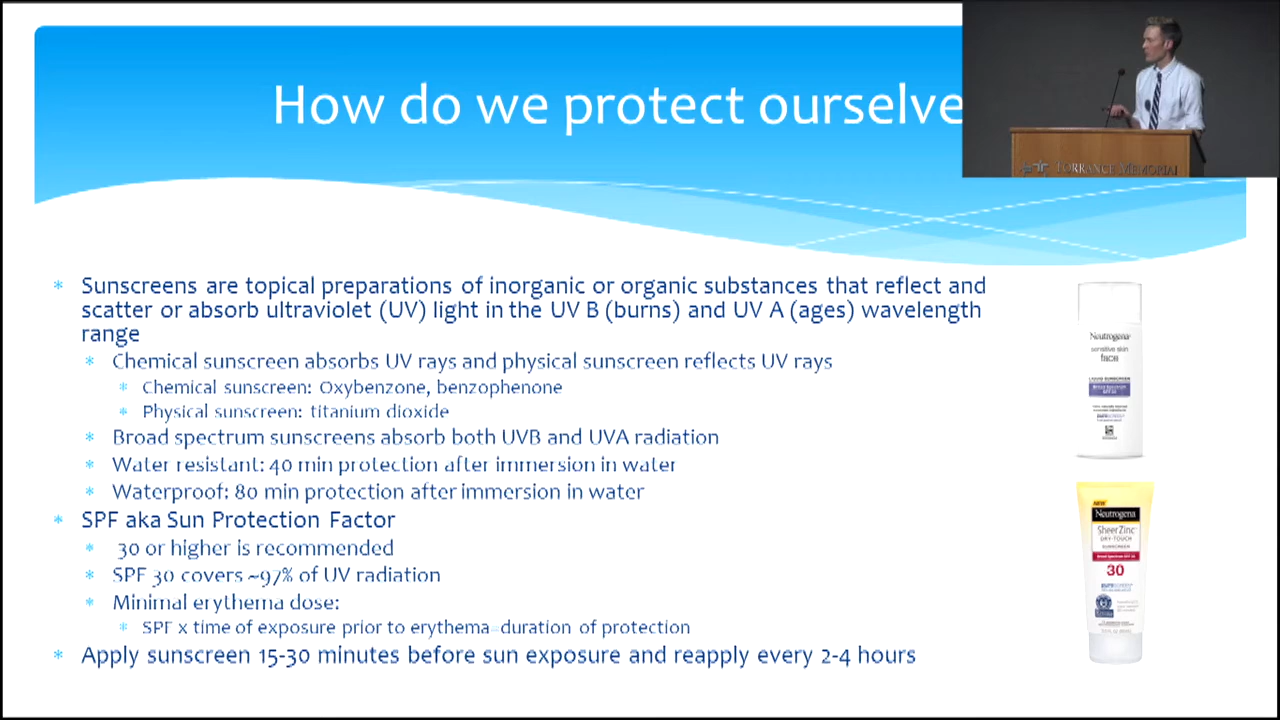 How do we protect ourselve
TORRANCE MEMORIAL
* Sunscreens are topical preparations of inorganic or organic substances that reflect and
scatter or absorb ultraviolet (UV) light in the UV B (burns) and UV A (ages) wavelength
range
* Chemical sunscreen absorbs UV rays and physical sunscreen reflects UV rays
* Chemical sunscreen: Oxybenzone, benzophenone
* Physical sunscreen: titanium dioxide
* Broad spectrum sunscreens absorb both UVB and UVA radiation
* Water resistant: 40 min protection after immersion in water
* Waterproof: 80 min protection after immersion in water
* SPF aka Sun Protection Factor
* 30 or higher is recommended
* SPF 30 covers ~97% of UV radiation
* Minimal erythema dose:
* SPF x time of exposure prior to erythema=duration of protection
* Apply sunscreen 15-30 minutes before sun exposure and reapply every 2-4 hours
Neutrogena
sensitive skin
face
NEW
Neutrogena
SheerZinc
DRY-TOUCH
SUNSCREEN
30